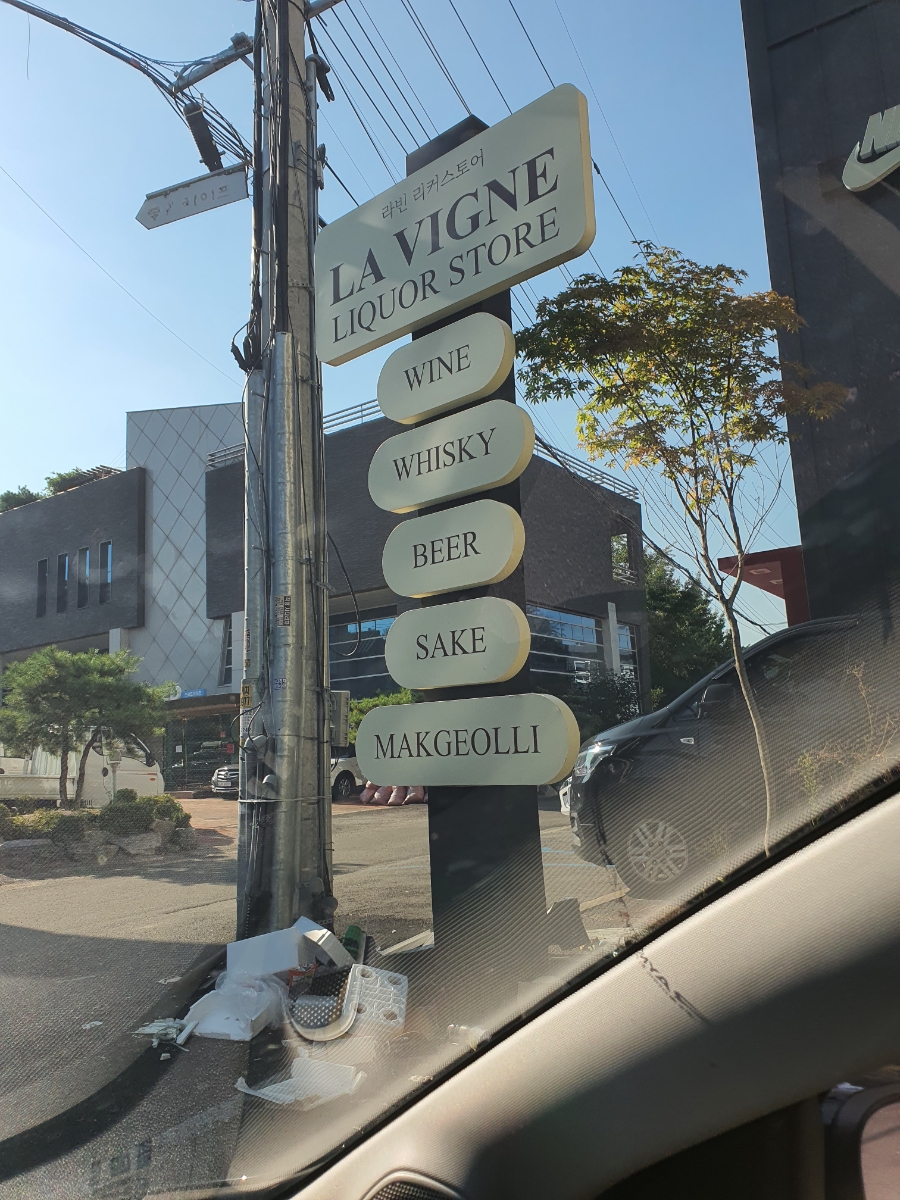 라빈 리커스토어
LA VIGNE
LIQUOR STORE
WINE
WHISKY
BEER
SAKE
MAKGEOLLI